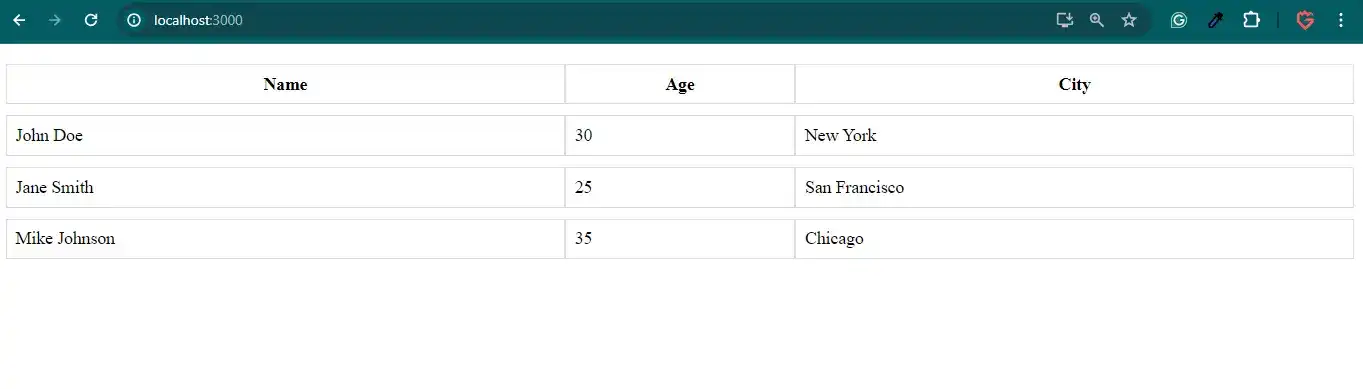 localhost:3000
Name Age City
John Doe 30 New York
Jane Smith 25 San Francisco
Mike Johnson 35 Chicago